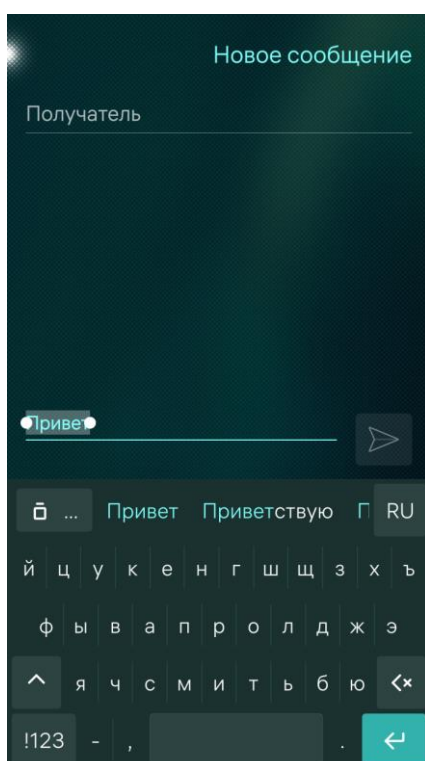 Новое сообщение
Получатель
Привет
... Привет Приветствую П RU
й ц у к е н г ш щ з х ъ
ф ы в а п р о л д ж э
я ч с м и т ь б ю
!123 - , .